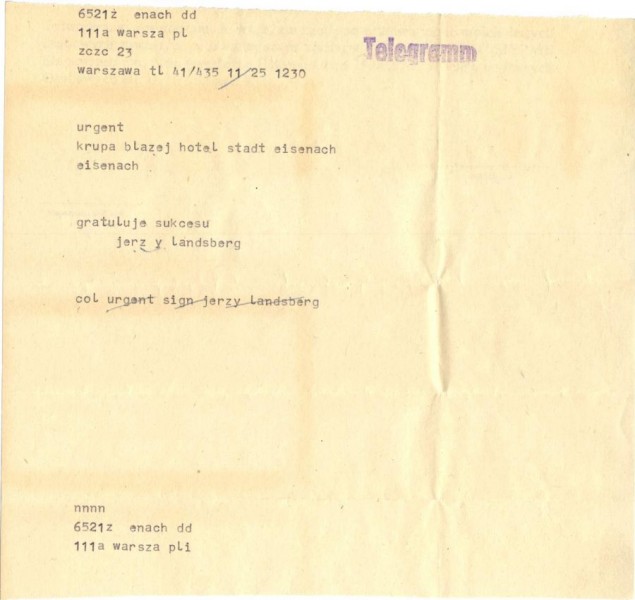 6521ż enach dd
111a warsza pl
Telegramm
zczc 23
warszawa tl 41/435 11/25 1230
urgent
krupa blazej hotel stadt eisenach
eisenach
gratuluje sukcesu
jerz y landsberg
col urgent sign jerzy landsberg
nnnn
6521z enach dd
111a warsza pli